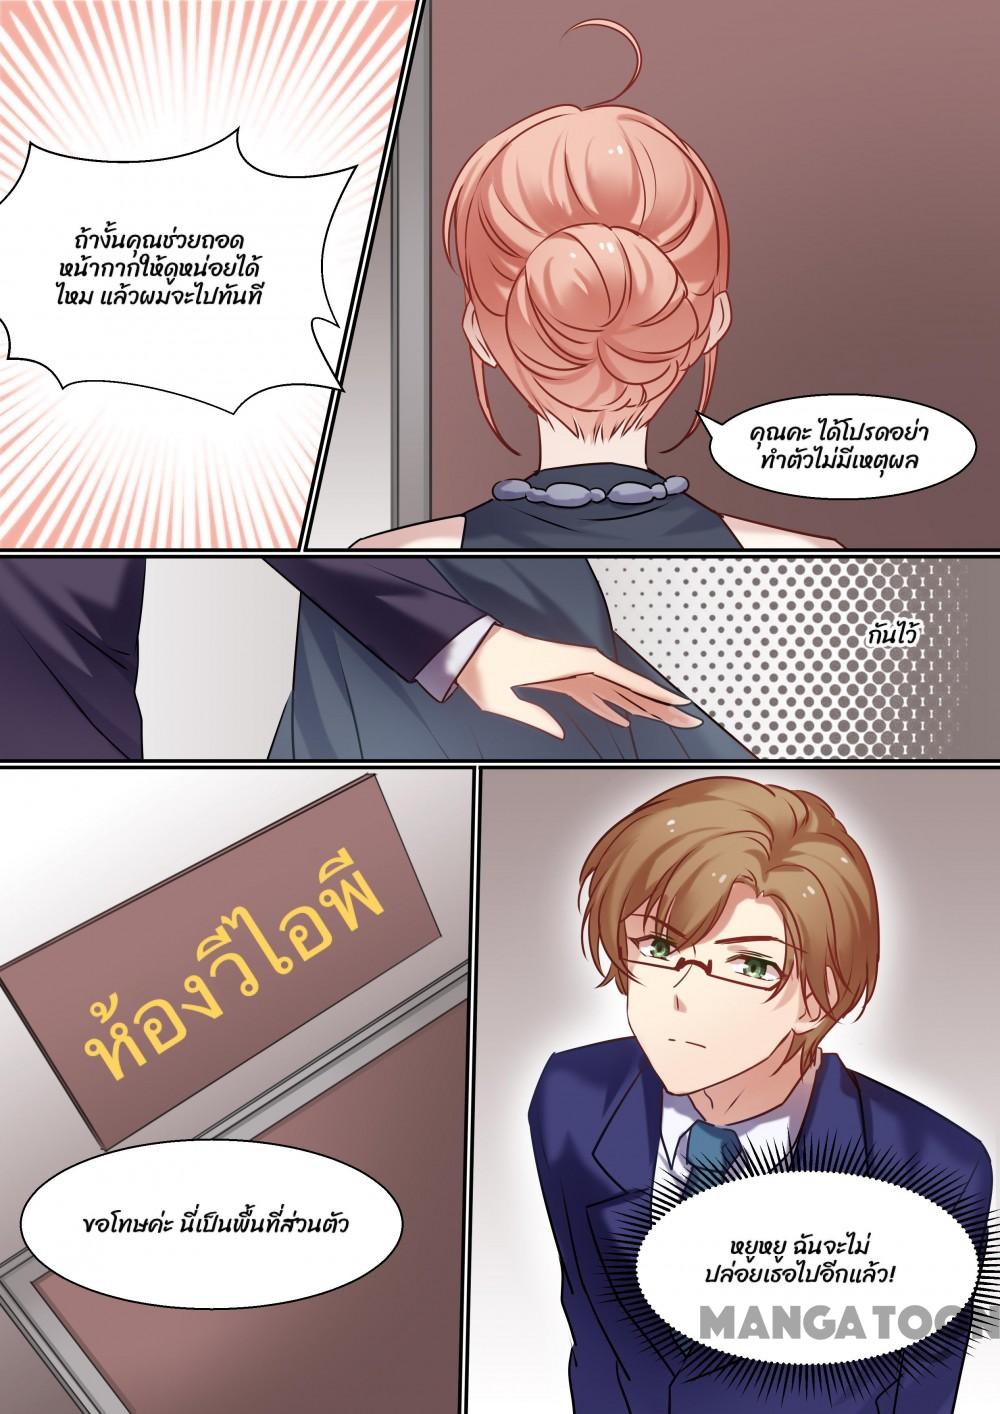 ถ้างั้นคุณช่วยถอด
หน้ากากให้ดูหน่อยได้
ไหม แล้วผมจะไปทันที
คุณคะ ได้โปรดอย่า
ทำตัวไม่มีเหตุผล
กันไว้
ห้องวีไอพี
ขอโทษค่ะ นี่เป็นพื้นที่ส่วนตัว
หยูหยู ฉันจะไม่
ปล่อยเธอไปอีกแล้ว!
MANGATOON